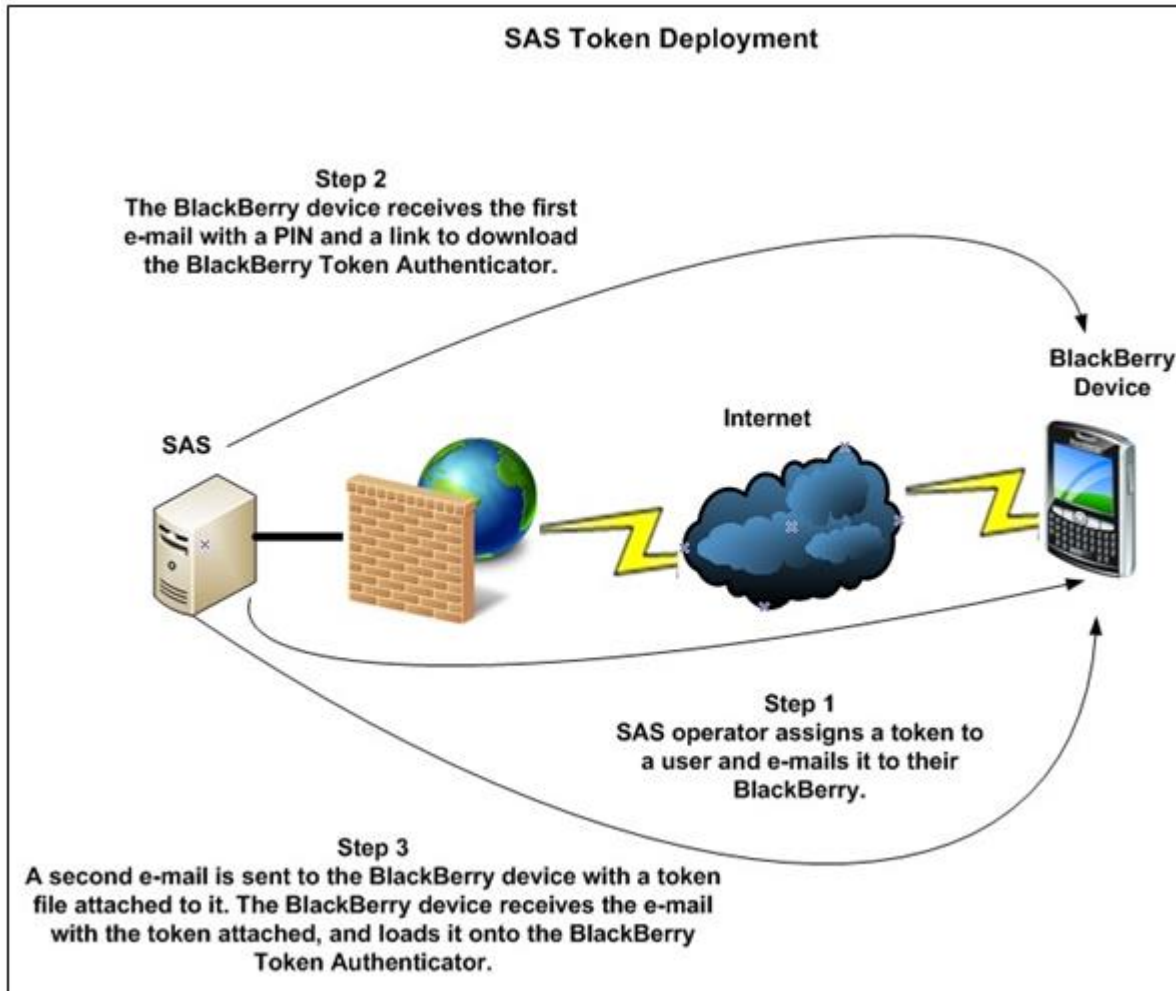 SAS Token Deployment
Step 2
The BlackBerry device receives the first
e-mail with a PIN and a link to download
the BlackBerry Token Authenticator.
BlackBerry
Device
Internet
SAS
Step 1
SAS operator assigns a token to
a user and e-mails it to their
BlackBerry.
Step 3
A second e-mail is sent to the BlackBerry device with a token
file attached to it. The BlackBerry device receives the e-mail
with the token attached, and loads it onto the BlackBerry
Token Authenticator.